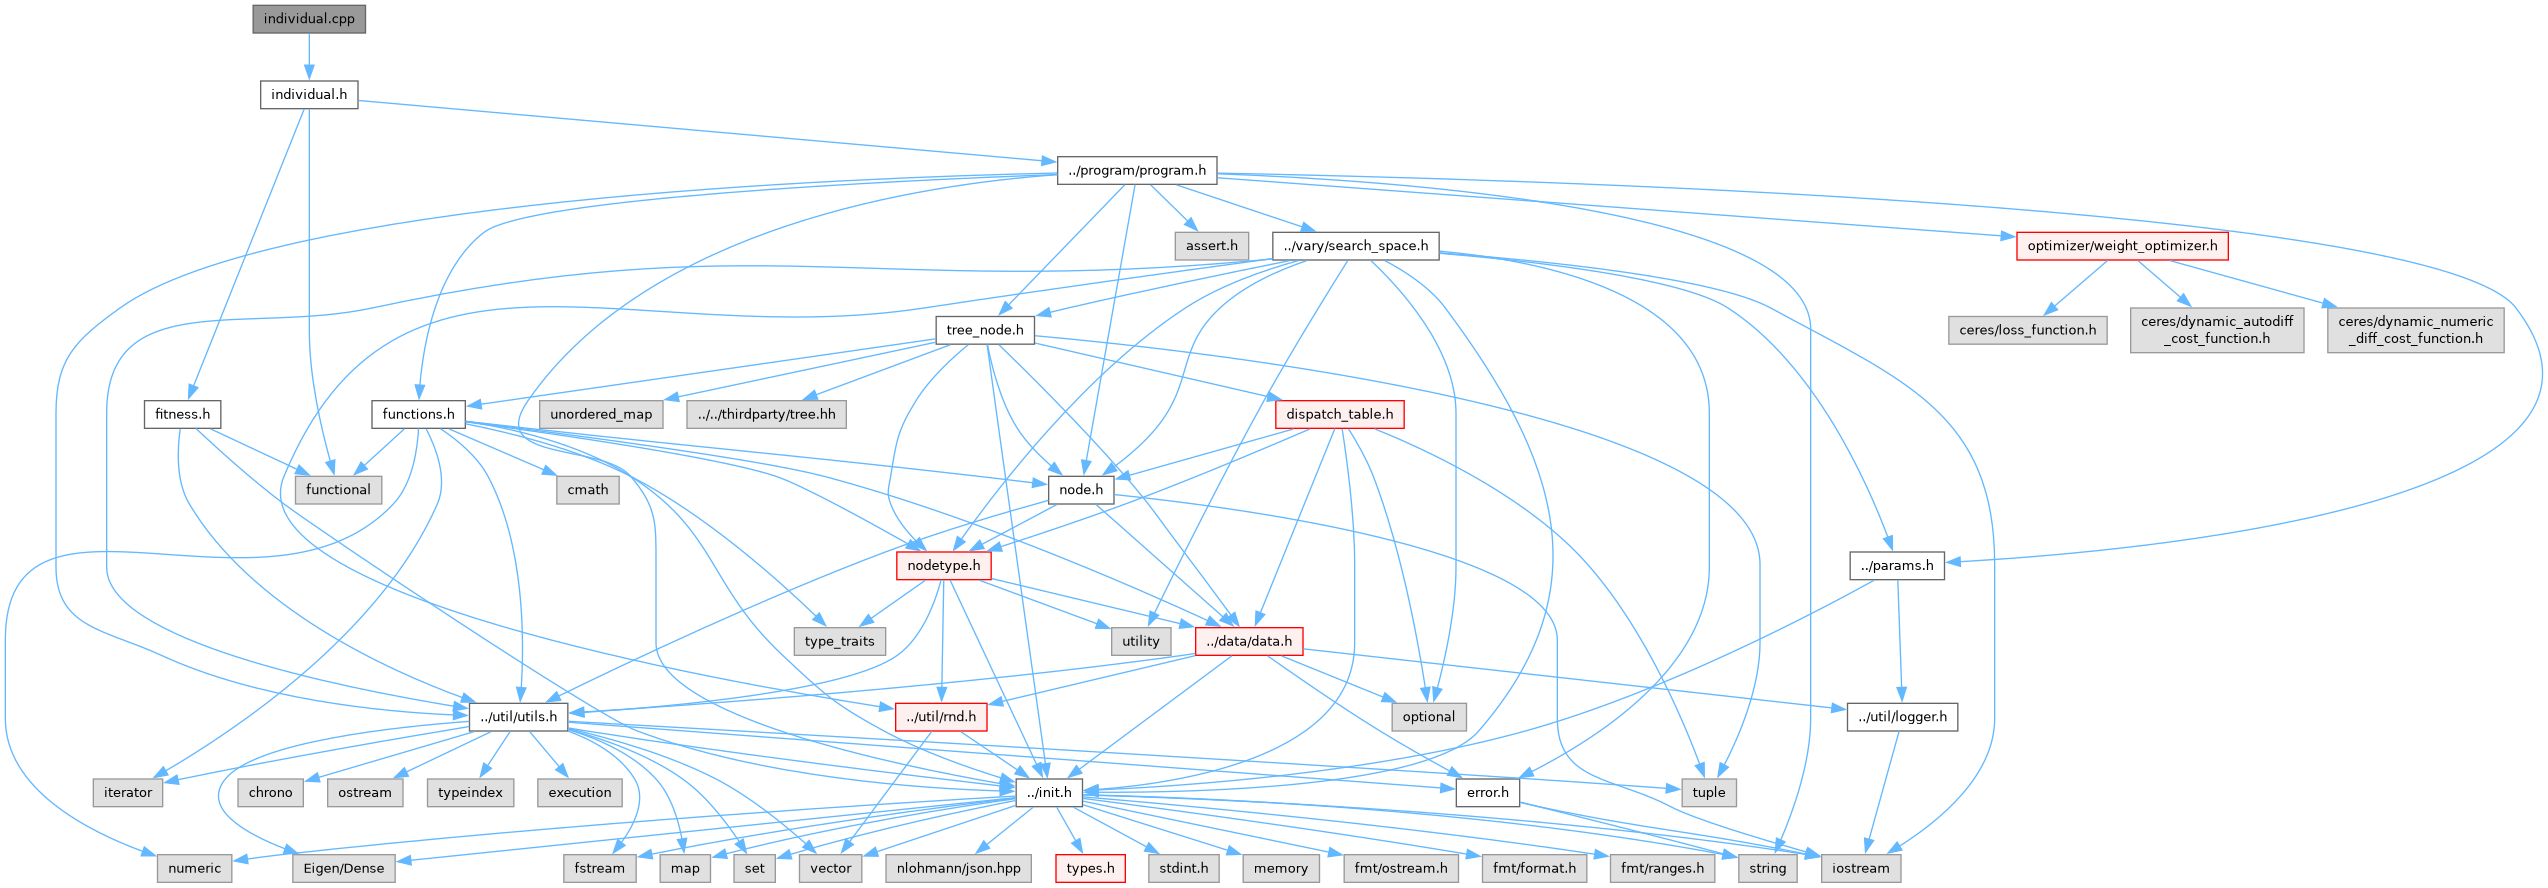 individual.cpp
individual.h
../program/program.h
assert.h
../vary/search_space.h
optimizer/weight_optimizer.h
tree_node.h
ceres/loss_function.h
ceres/dynamic_autodiff
_cost_function.h
ceres/dynamic_numeric
_diff_cost_function.h
fitness.h
functions.h
unordered_map
../../thirdparty/tree.hh
dispatch_table.h
functional
cmath
node.h
nodetype.h
../params.h
type_traits
utility
../data/data.h
../util/utils.h
../util/rnd.h
optional
../util/logger.h
iterator
chrono
ostream
typeindex
execution
../init.h
error.h
tuple
numeric
Eigen/Dense
fstream
map
set
vector
nlohmann/json.hpp
types.h
stdint.h
memory
fmt/ostream.h
fmt/format.h
fmt/ranges.h
string
iostream